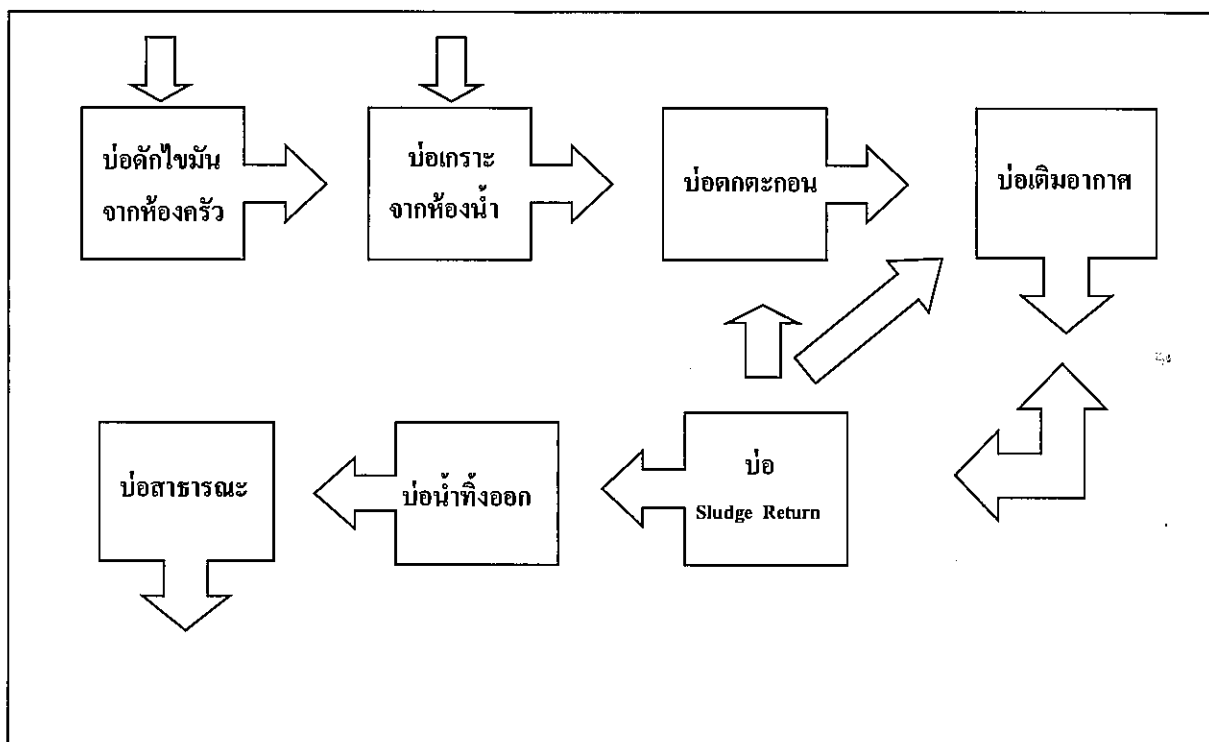 บ่อดักไขมัน
จากห้องครัว
บ่อเกราะ
จากห้องน้ำ
บ่อตกตะกอน
บ่อเติมอากาศ
บ่อสาธารณะ
บ่อน้ำทิ้งออก
บ่อ
Sludge Return